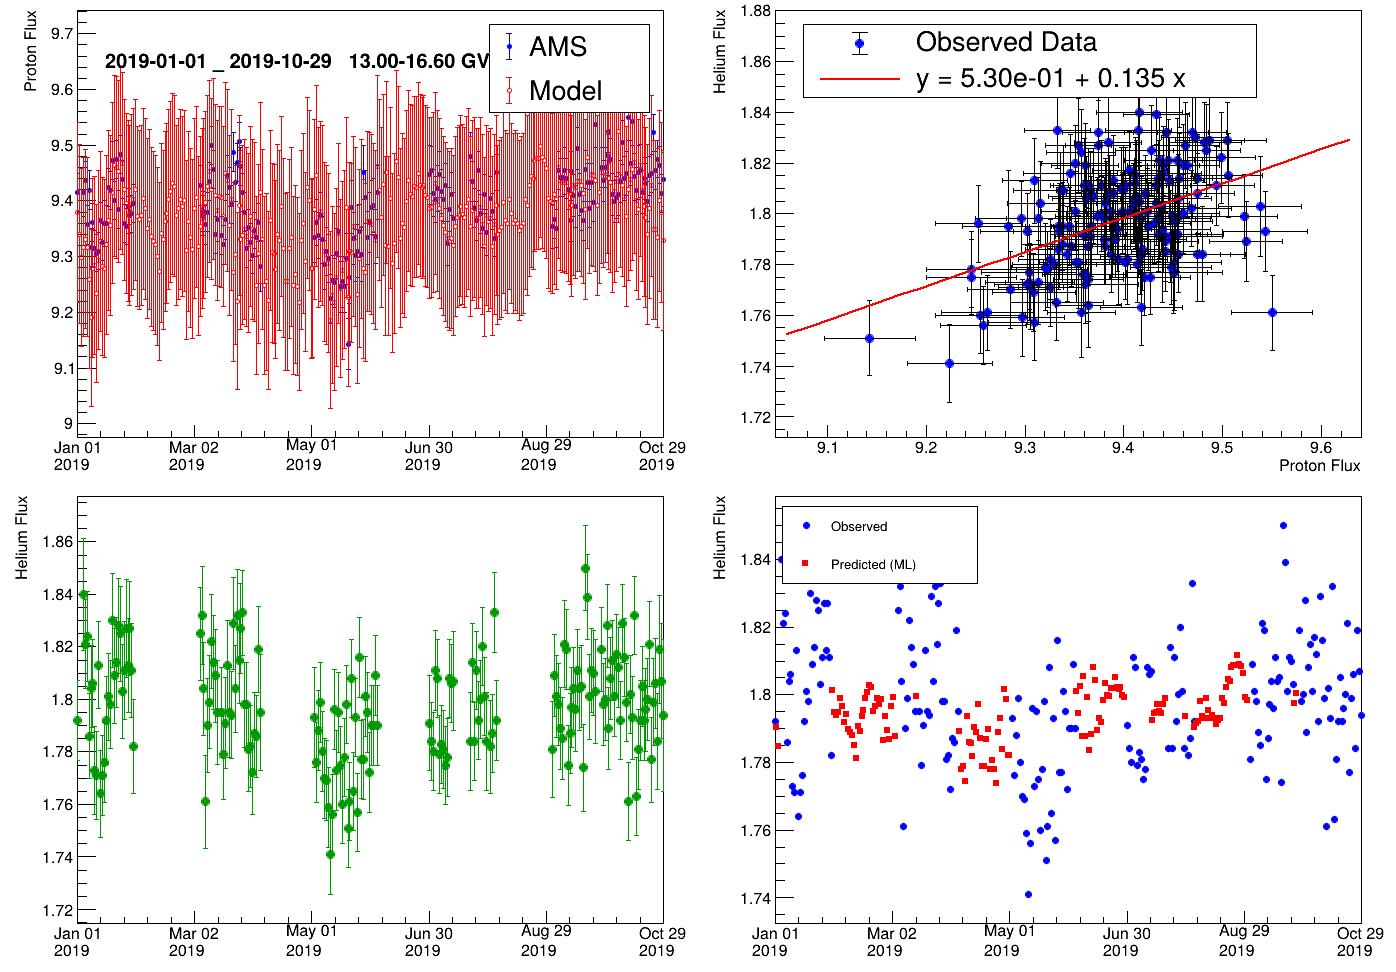 Proton Flux
9.7
9.6
9.5
9.4
9.3
9.2
9.1
9
2019-01-01 _ 2019-10-29 13.00-16.60 GV
AMS
Model
Jan 01
2019
Mar 02
2019
May 01
2019
Jun 30
2019
Aug 29
2019
Oct 29
2019
Helium Flux
1.88
1.86
1.84
1.82
1.8
1.78
1.76
1.74
1.72
Observed Data
y = 5.30e-01 + 0.135 x
9.1
9.2
9.3
9.4
9.5
9.6
Proton Flux
Helium Flux
1.86
1.84
1.82
1.8
1.78
1.76
1.74
1.72
Jan 01
2019
Mar 02
2019
May 01
2019
Jun 30
2019
Aug 29
2019
Oct 29
2019
Helium Flux
1.84
1.82
1.8
1.78
1.76
1.74
Observed
Predicted (ML)
Jan 01
2019
Mar 02
2019
May 01
2019
Jun 30
2019
Aug 29
2019
Oct 29
2019